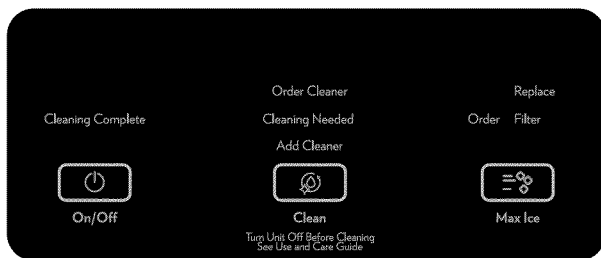 Order Cleaner
Replace
Cleaning Complete
Cleaning Needed
Order Filter
Add Cleaner
On/Off
Clean
Max Ice
Turn Unit Off Before Cleaning
See Use and Care Guide